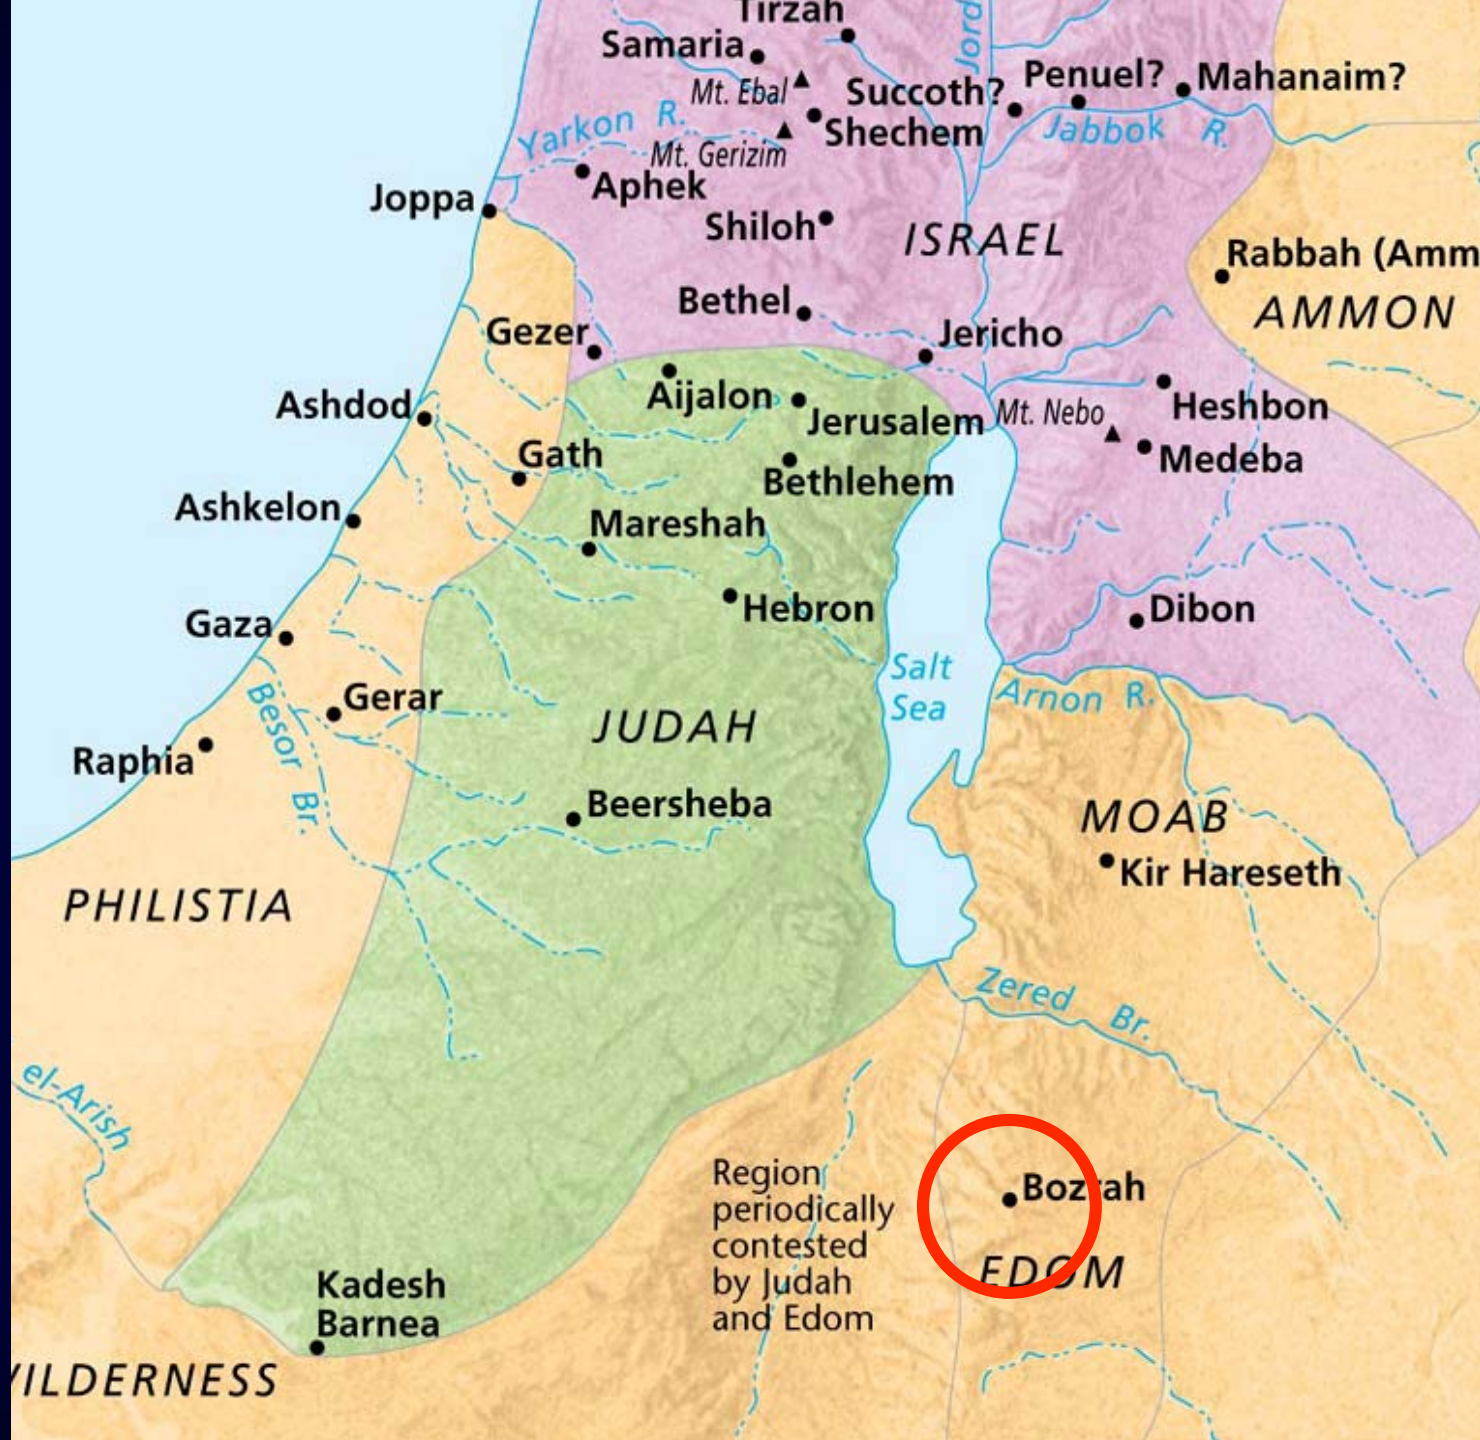 Tirzah
Samaria
Mt. Ebal
Succoth?
Penuel?
Mahanaim?
Jord
Yarkon R.
Shechem
Jabbok R.
Mt. Gerizim
Joppa
Aphek
Shiloh
ISRAEL
Rabbah (Amm
AMMON
Bethel
Gezer
Jericho
Ashdod
Aijalon
Jerusalem
Mt. Nebo
Heshbon
Gath
Medeba
Bethlehem
Ashkelon
Mareshah
Hebron
Dibon
Gaza
Salt
Sea
Arnon R.
Besor Br.
Gerar
JUDAH
Raphia
Beersheba
MOAB
Kir Hareseth
PHILISTIA
Zered Br.
el-Arish
Region
periodically
contested
by Judah
and Edom
Bozrah
EDOM
Kadesh
Barnea
ILDERNESS